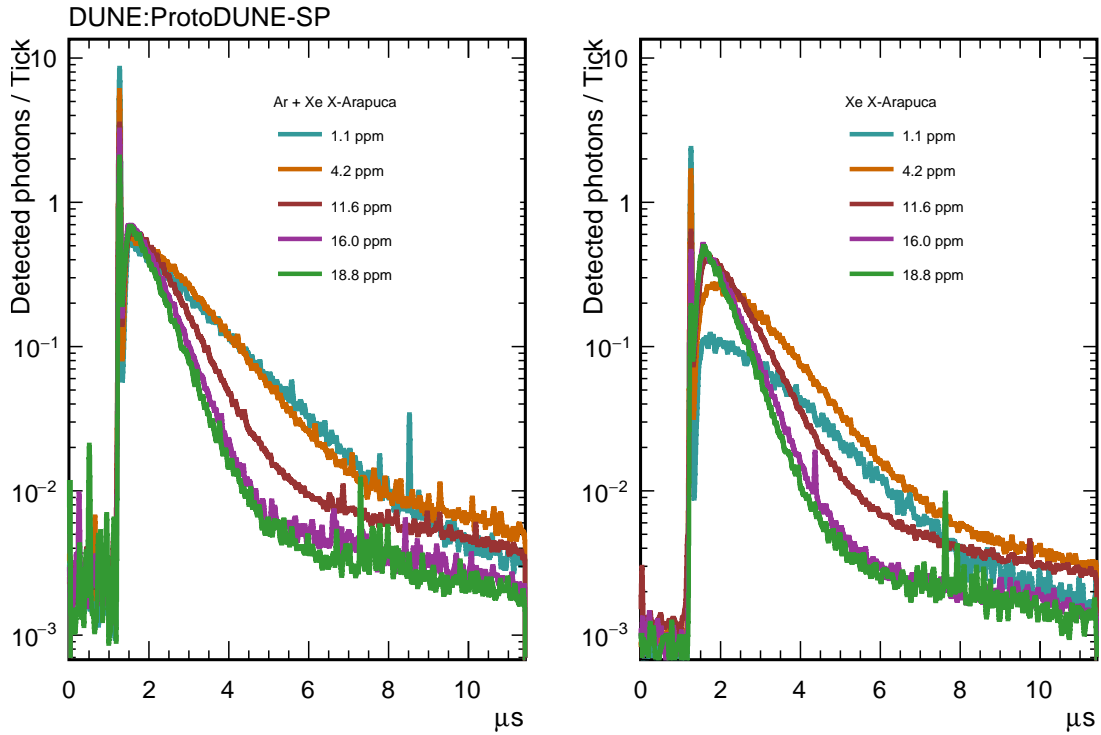 DUNE:ProtoDUNE-SP
Detected photons / Tick
10
1
10⁻¹
10⁻²
10⁻³
Ar + Xe X-Arapuca
1.1 ppm
4.2 ppm
11.6 ppm
16.0 ppm
18.8 ppm
0 2 4 6 8 10
μs
Detected photons / Tick
10
1
10⁻¹
10⁻²
10⁻³
Xe X-Arapuca
1.1 ppm
4.2 ppm
11.6 ppm
16.0 ppm
18.8 ppm
0 2 4 6 8 10
μs